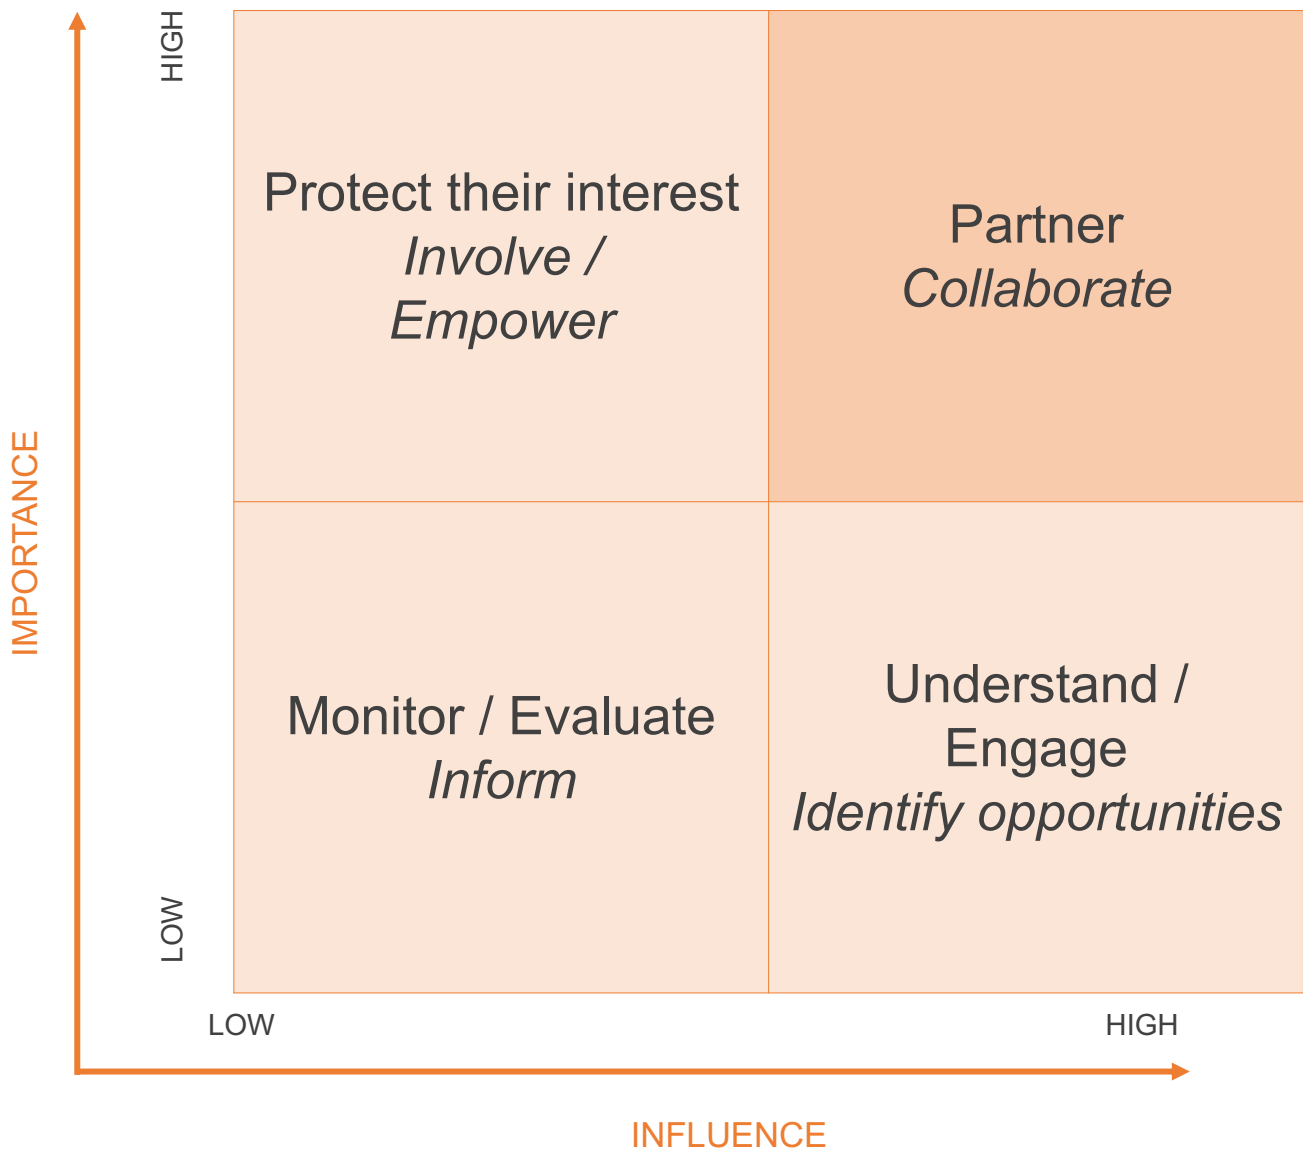 HIGH
Protect their interest
Involve /
Empower
Partner
Collaborate
IMPORTANCE
Monitor / Evaluate
Inform
Understand /
Engage
Identify opportunities
LOW
LOW
HIGH
INFLUENCE